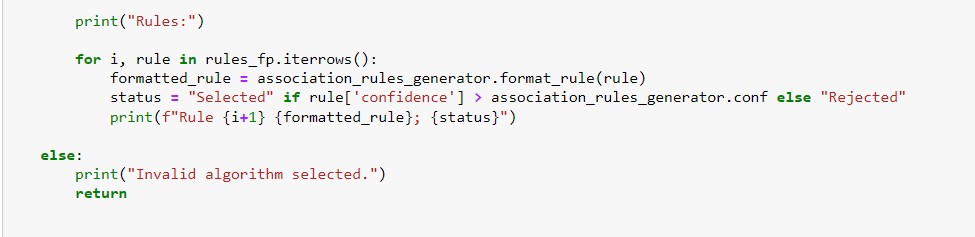 print("Rules:")
for i, rule in rules_fp.iterrows():
formatted_rule = association_rules_generator.format_rule(rule)
status = "Selected" if rule['confidence'] > association_rules_generator.conf else "Rejected"
print(f"Rule {i+1} {formatted_rule}; {status}")
else:
print("Invalid algorithm selected.")
return